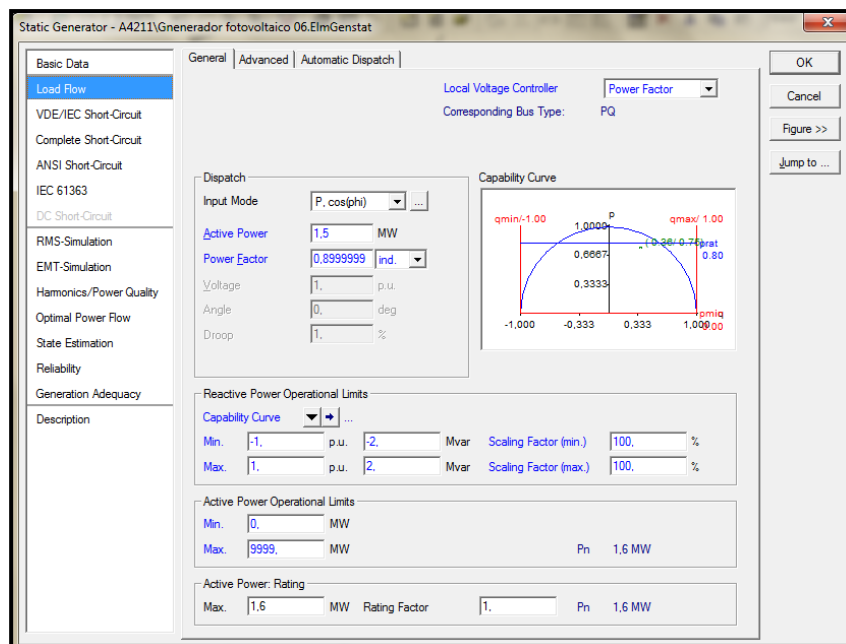 Static Generator - A4211\Gnenerador fotovoltaico 06.ElmGenstat
Basic Data
Load Flow
VDE/IEC Short-Circuit
Complete Short-Circuit
ANSI Short-Circuit
IEC 61363
DC Short-Circuit
RMS-Simulation
EMT-Simulation
Harmonics/Power Quality
Optimal Power Flow
State Estimation
Reliability
Generation Adequacy
Description
General Advanced Automatic Dispatch
Local Voltage Controller Power Factor
Corresponding Bus Type: PQ
Dispatch
Input Mode P, cos(phi) ...
Active Power 1,5 MW
Power Factor 0,8999999 ind.
Voltage 1, p.u.
Angle 0, deg
Droop 1, %
Capability Curve
qmin/-1.00 p qmax/ 1.00
1,0000
( 0.36/ 0.75) prat
0.80
0,6667
0,3333
pmin
0.00
-1,000 -0,333 0,333 1,000
Reactive Power Operational Limits
Capability Curve ...
Min. -1, p.u. -2, Mvar Scaling Factor (min.) 100, %
Max. 1, p.u. 2, Mvar Scaling Factor (max.) 100, %
Active Power Operational Limits
Min. 0, MW
Max. 9999, MW Pn 1,6 MW
Active Power: Rating
Max. 1,6 MW Rating Factor 1, Pn 1,6 MW
OK
Cancel
Figure >>
Jump to ...